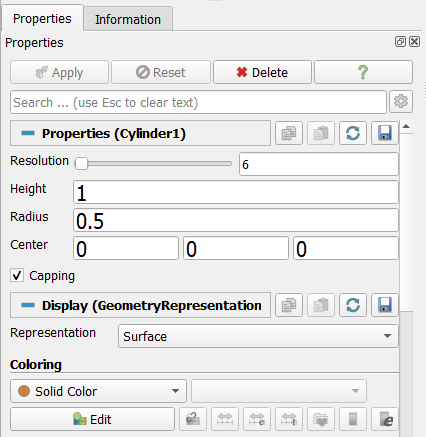 Properties Information
Properties
Apply Reset Delete ?
Search ... (use Esc to clear text)
Properties (Cylinder1)
Resolution 6
Height 1
Radius 0.5
Center 0 0 0
Capping
Display (GeometryRepresentation
Representation Surface
Coloring
Solid Color
Edit